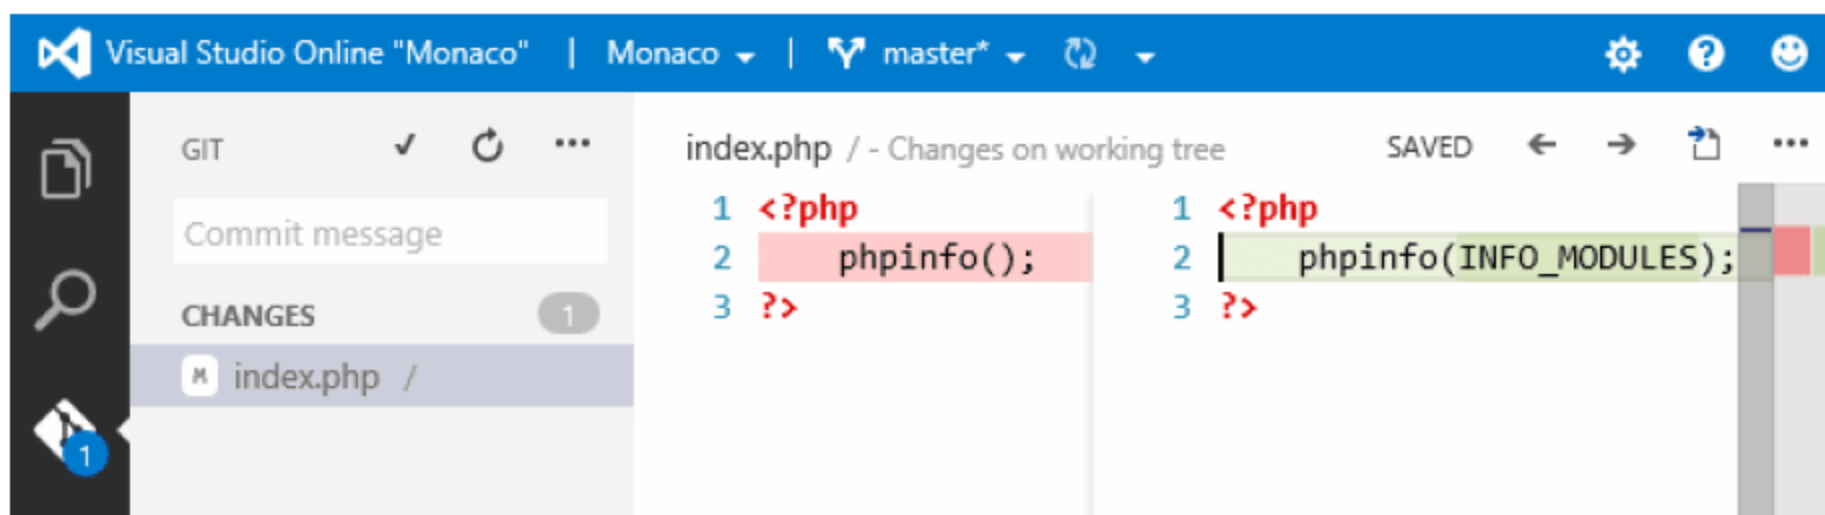 Visual Studio Online "Monaco" | Monaco | master*
GIT
Commit message
CHANGES 1
M index.php /
1
index.php / - Changes on working tree SAVED
1 <?php
2 phpinfo();
3 ?>
1 <?php
2 phpinfo(INFO_MODULES);
3 ?>